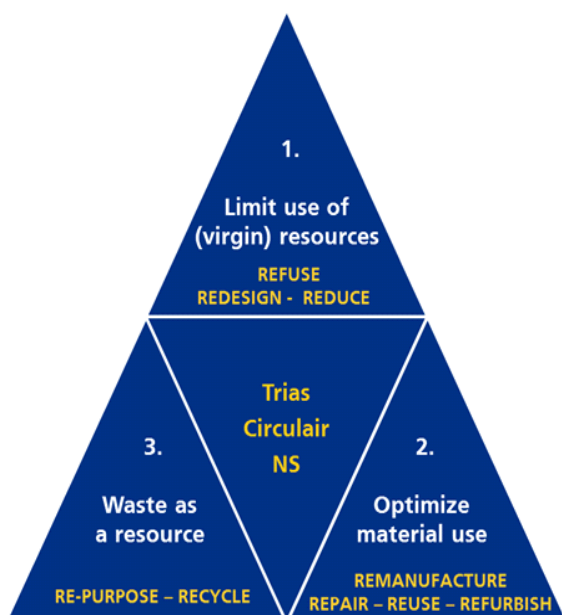 1.
Limit use of
(virgin) resources
REFUSE
REDESIGN - REDUCE
Trias
Circulair
NS
3.
Waste as
a resource
RE-PURPOSE – RECYCLE
2.
Optimize
material use
REMANUFACTURE
REPAIR – REUSE – REFURBISH